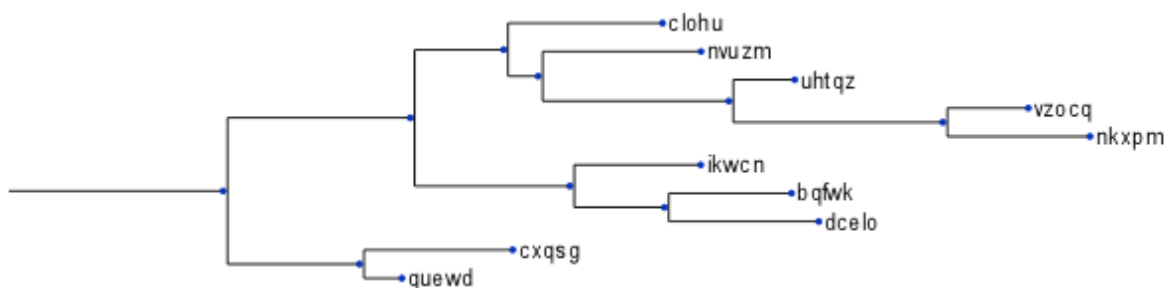 clohu
nvuzm
uhtqz
vzocq
nkxpm
ikwcn
bqfwk
dcelo
cxqsg
quewd